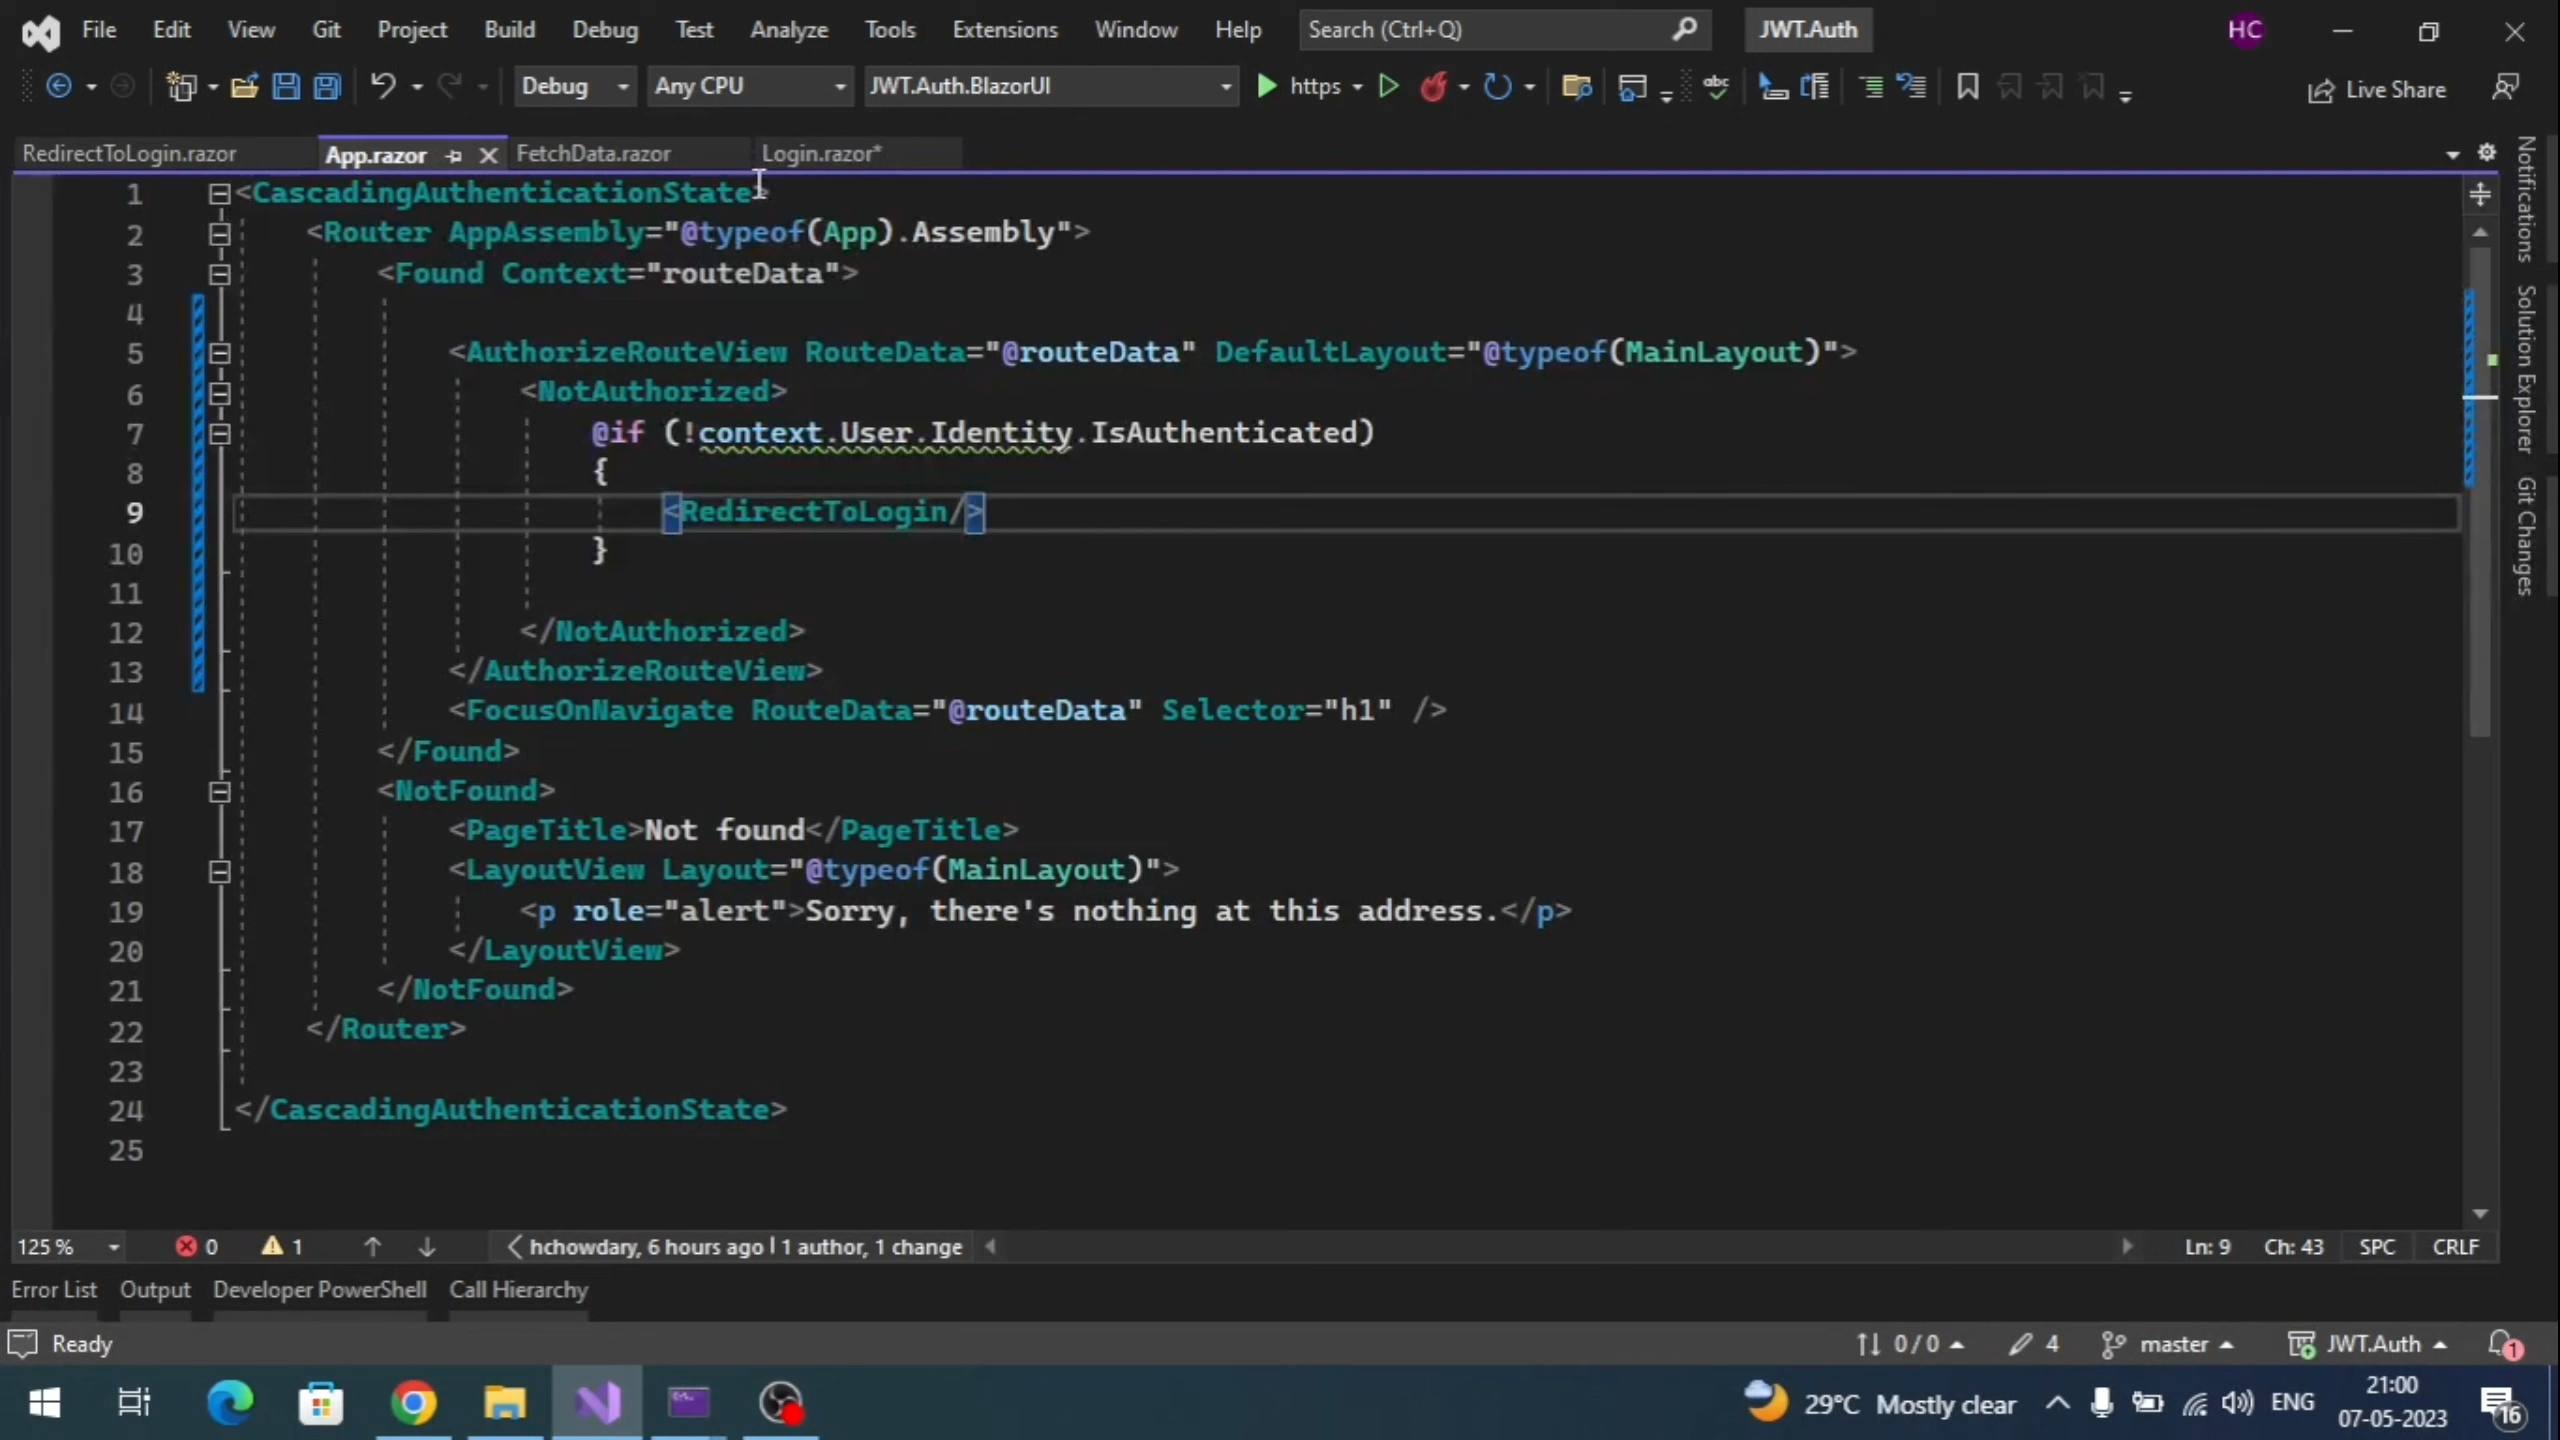 File Edit View Git Project Build Debug Test Analyze Tools Extensions Window Help Search (Ctrl+Q) JWT.Auth HC
Debug Any CPU JWT.Auth.BlazorUI https Live Share
RedirectToLogin.razor App.razor FetchData.razor Login.razor*
1 <CascadingAuthenticationState>
2 <Router AppAssembly="@typeof(App).Assembly">
3 <Found Context="routeData">
4
5 <AuthorizeRouteView RouteData="@routeData" DefaultLayout="@typeof(MainLayout)">
6 <NotAuthorized>
7 @if (!context.User.Identity.IsAuthenticated)
8 {
9 <RedirectToLogin/>
10 }
11
12 </NotAuthorized>
13 </AuthorizeRouteView>
14 <FocusOnNavigate RouteData="@routeData" Selector="h1" />
15 </Found>
16 <NotFound>
17 <PageTitle>Not found</PageTitle>
18 <LayoutView Layout="@typeof(MainLayout)">
19 <p role="alert">Sorry, there's nothing at this address.</p>
20 </LayoutView>
21 </NotFound>
22 </Router>
23
24 </CascadingAuthenticationState>
25
Notifications
Solution Explorer
Git Changes
125 % 0 1 hchowdary, 6 hours ago | 1 author, 1 change Ln: 9 Ch: 43 SPC CRLF
Error List Output Developer PowerShell Call Hierarchy
Ready 0 / 0 4 master JWT.Auth 1
29°C Mostly clear ENG 21:00
07-05-2023 16